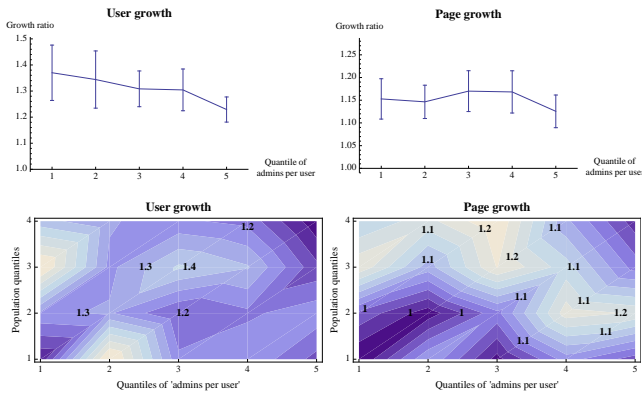 User growth
Growth ratio
1.5
1.4
1.3
1.2
1.1
1.0
1 2 3 4 5
Quantile of
admins per user
Page growth
Growth ratio
1.25
1.20
1.15
1.10
1.05
1.00
1 2 3 4 5
Quantile of
admins per user
User growth
Population quantiles
4
3
2
1
1.2
1.3 1.4
1.3 1.2
1 2 3 4 5
Quantiles of 'admins per user'
Page growth
Population quantiles
4
3
2
1
1.1 1.2 1.1
1.1 1.2 1.1
1 1 1 1.1 1.1 1.2
1.1 1.1
1 2 3 4 5
Quantiles of 'admins per user'